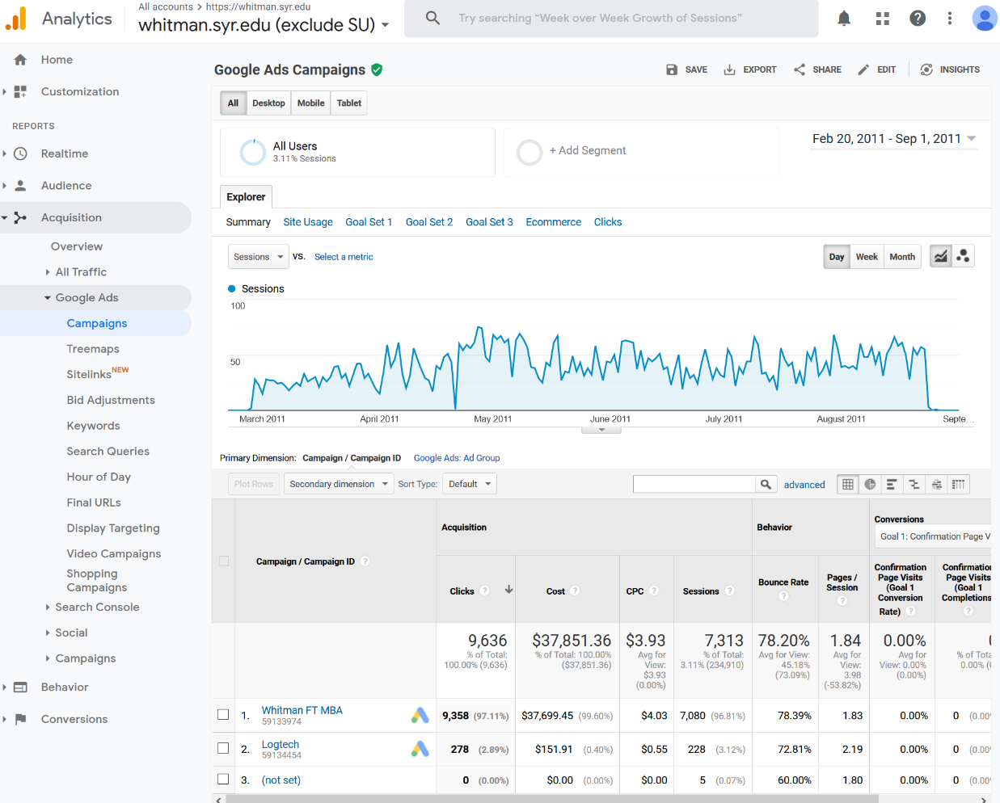 Analytics
All accounts > https://whitman.syr.edu
whitman.syr.edu (exclude SU)
Try searching “Week over Week Growth of Sessions”
Home
Customization
REPORTS
Realtime
Audience
Acquisition
Overview
All Traffic
Google Ads
Campaigns
Treemaps
Sitelinks NEW
Bid Adjustments
Keywords
Search Queries
Hour of Day
Final URLs
Display Targeting
Video Campaigns
Shopping
Campaigns
Search Console
Social
Campaigns
Behavior
Conversions
Google Ads Campaigns
SAVE EXPORT SHARE EDIT INSIGHTS
All Desktop Mobile Tablet
All Users
3.11% Sessions
+ Add Segment
Feb 20, 2011 - Sep 1, 2011
Explorer
Summary Site Usage Goal Set 1 Goal Set 2 Goal Set 3 Ecommerce Clicks
Sessions VS. Select a metric
Day Week Month
Sessions
100
50
March 2011 April 2011 May 2011 June 2011 July 2011 August 2011 Septe...
Primary Dimension: Campaign / Campaign ID Google Ads: Ad Group
Plot Rows Secondary dimension Sort Type: Default advanced
Campaign / Campaign ID ?
Acquisition
Behavior
Conversions
Goal 1: Confirmation Page V
Clicks ?
Cost ?
CPC ?
Sessions ?
Bounce Rate
?
Pages /
Session
?
Confirmation
Page Visits
(Goal 1
Conversion
Rate) ?
Confirmation
Page Visits
(Goal 1
Completions
?
9,636
% of Total:
100.00% (9,636)
$37,851.36
% of Total: 100.00%
($37,851.36)
$3.93
Avg for
View:
$3.93
(0.00%)
7,313
% of Total:
3.11% (234,910)
78.20%
Avg for View:
45.18%
(73.09%)
1.84
Avg for
View:
3.98
(-53.82%)
0.00%
Avg for
View: 0.00%
(0.00%)
% of Tota
0.00% (
1. Whitman FT MBA
59133974
9,358 (97.11%) $37,699.45 (99.60%) $4.03 7,080 (96.81%) 78.39% 1.83 0.00% 0 (0.00
2. Logtech
59134454
278 (2.89%) $151.91 (0.40%) $0.55 228 (3.12%) 72.81% 2.19 0.00% 0 (0.00
3. (not set) 0 (0.00%) $0.00 (0.00%) $0.00 5 (0.07%) 60.00% 1.80 0.00% 0 (0.00